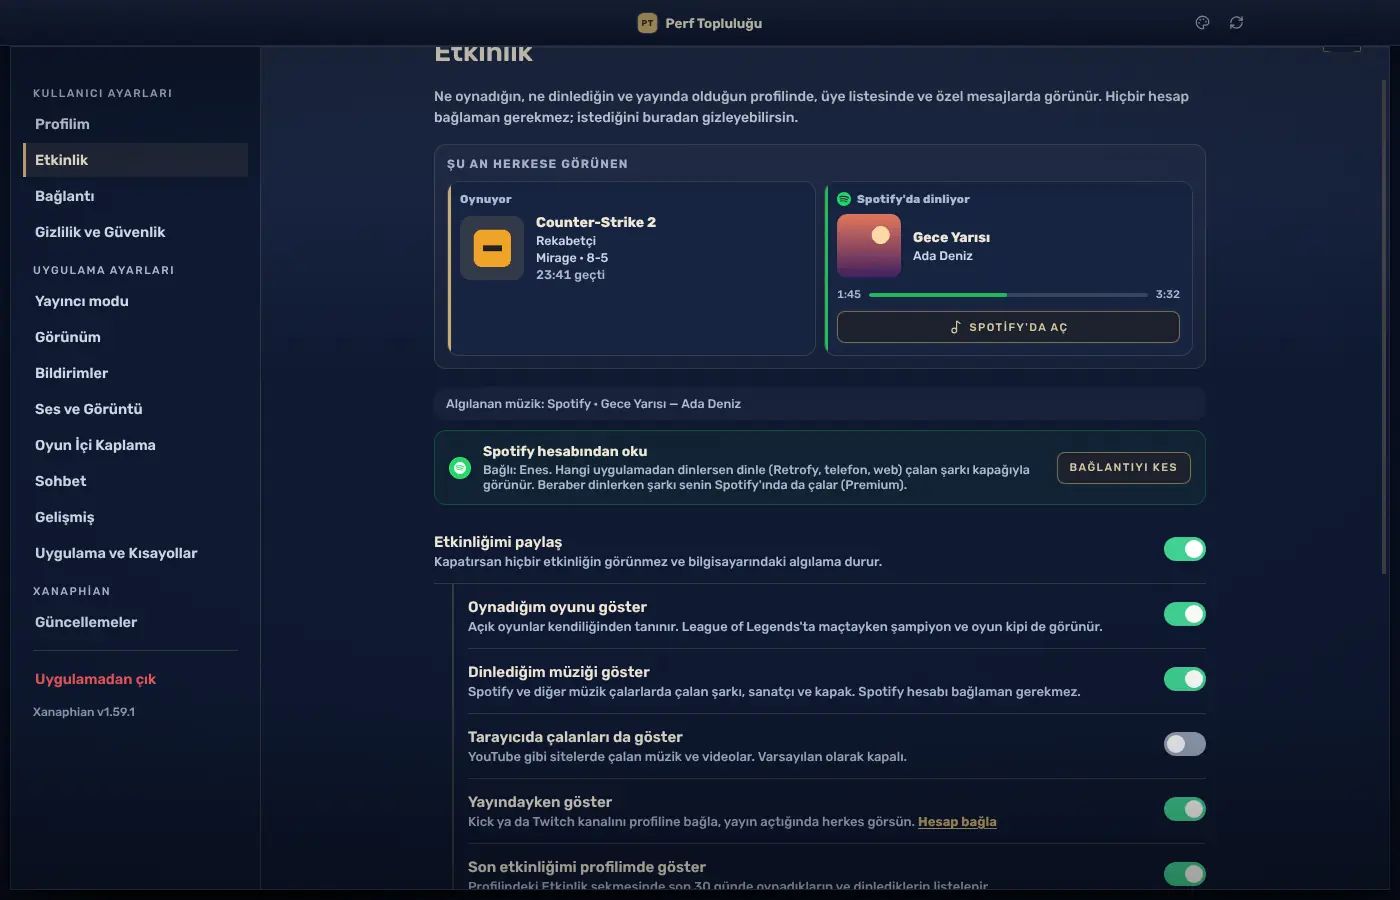 PT Perf Topluluğu
KULLANICI AYARLARI
Profilim
Etkinlik
Bağlantı
Gizlilik ve Güvenlik
UYGULAMA AYARLARI
Yayıncı modu
Görünüm
Bildirimler
Ses ve Görüntü
Oyun İçi Kaplama
Sohbet
Gelişmiş
Uygulama ve Kısayollar
XANAPHİAN
Güncellemeler
Uygulamadan çık
Xanaphian v1.59.1
Etkinlik
Ne oynadığın, ne dinlediğin ve yayında olduğun profilinde, üye listesinde ve özel mesajlarda görünür. Hiçbir hesap
bağlaman gerekmez; istediğini buradan gizleyebilirsin.
ŞU AN HERKESE GÖRÜNEN
Oynuyor
Counter-Strike 2
Rekabetçi
Mirage • 8-5
23:41 geçti
Spotify'da dinliyor
Gece Yarısı
Ada Deniz
1:45
3:32
SPOTİFY'DA AÇ
Algılanan müzik: Spotify • Gece Yarısı — Ada Deniz
Spotify hesabından oku
Bağlı: Enes. Hangi uygulamadan dinlersen dinle (Retrofy, telefon, web) çalan şarkı kapağıyla
görünür. Beraber dinlerken şarkı senin Spotify'ında da çalar (Premium).
BAĞLANTIYI KES
Etkinliğimi paylaş
Kapatırsan hiçbir etkinliğin görünmez ve bilgisayarındaki algılama durur.
Oynadığım oyunu göster
Açık oyunlar kendiliğinden tanınır. League of Legends'ta maçtayken şampiyon ve oyun kipi de görünür.
Dinlediğim müziği göster
Spotify ve diğer müzik çalarlarda çalan şarkı, sanatçı ve kapak. Spotify hesabı bağlaman gerekmez.
Tarayıcıda çalanları da göster
YouTube gibi sitelerde çalan müzik ve videolar. Varsayılan olarak kapalı.
Yayındayken göster
Kick ya da Twitch kanalını profiline bağla, yayın açtığında herkes görsün. Hesap bağla
Son etkinliğimi profilimde göster
Profilindeki Etkinlik sekmesinde son 30 günde oynadıkların ve dinlediklerin listelenir.